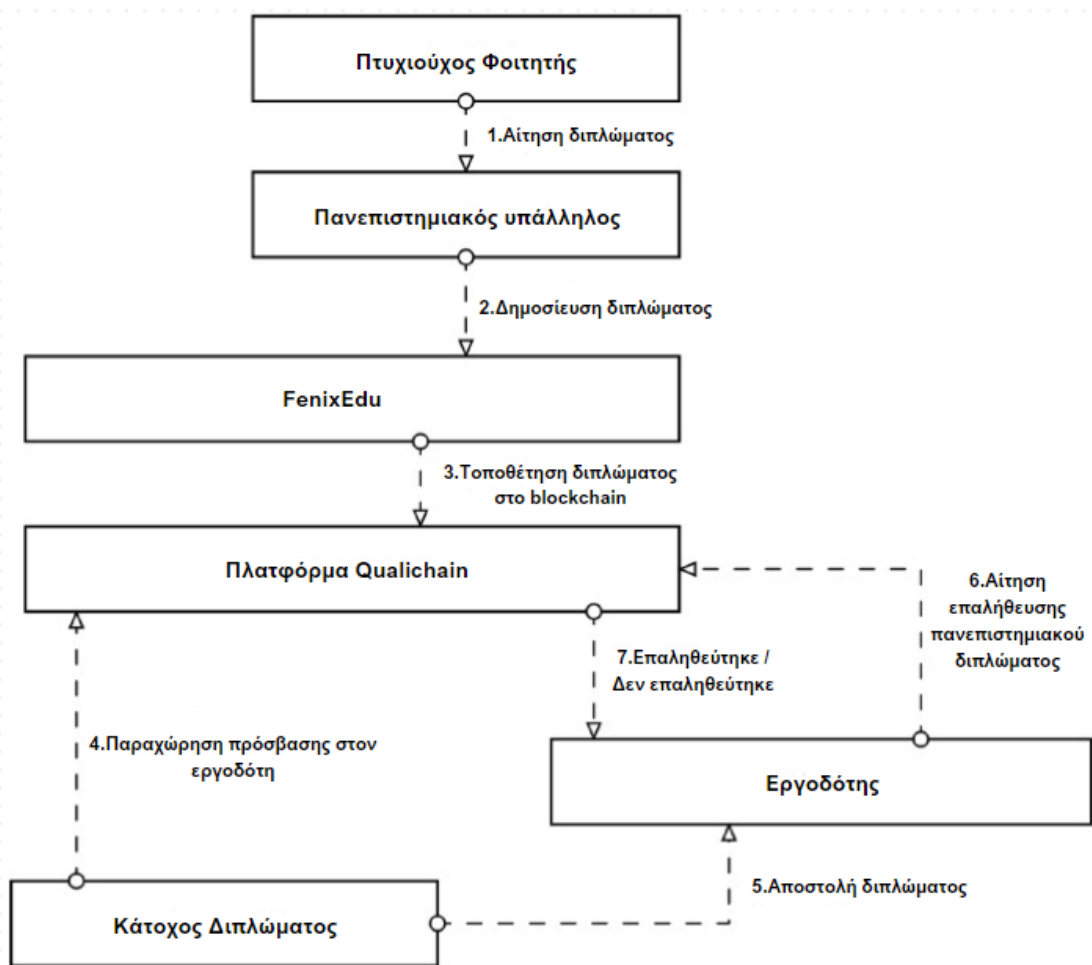 Πτυχιούχος Φοιτητής
1.Αίτηση διπλώματος
Πανεπιστημιακός υπάλληλος
2.Δημοσίευση διπλώματος
FenixEdu
3.Τοποθέτηση διπλώματος
στο blockchain
Πλατφόρμα Qualichain
6.Αίτηση
επαλήθευσης
πανεπιστημιακού
διπλώματος
7.Επαληθεύτηκε /
Δεν επαληθεύτηκε
4.Παραχώρηση πρόσβασης στον
εργοδότη
Εργοδότης
5.Αποστολή διπλώματος
Κάτοχος Διπλώματος